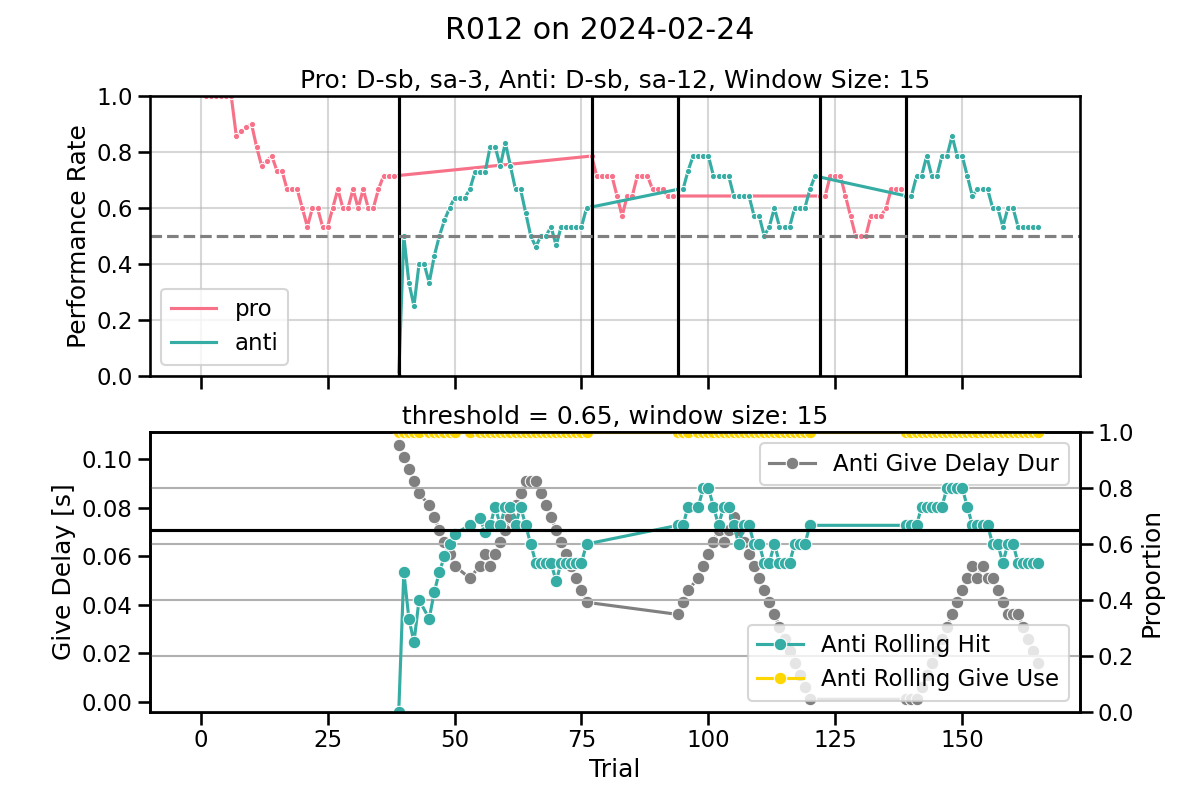 R012 on 2024-02-24
Pro: D-sb, sa-3, Anti: D-sb, sa-12, Window Size: 15
Performance Rate
1.0
0.8
0.6
0.4
0.2
0.0
pro
anti
threshold = 0.65, window size: 15
Give Delay [s]
0.10
0.08
0.06
0.04
0.02
0.00
Anti Give Delay Dur
Anti Rolling Hit
Anti Rolling Give Use
1.0
0.8
0.6
0.4
0.2
0.0
Proportion
0 25 50 75 100 125 150
Trial